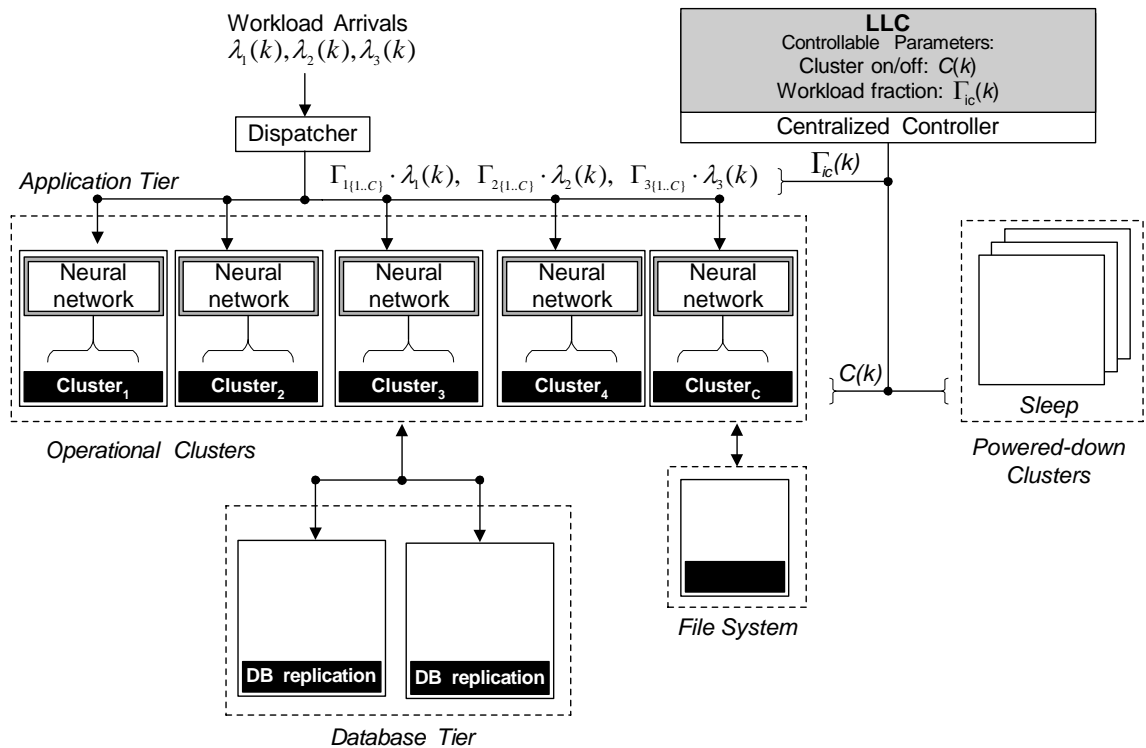 Workload Arrivals
λ₁(k), λ₂(k), λ₃(k)
Dispatcher
LLC
Controllable Parameters:
Cluster on/off: C(k)
Workload fraction: Γic(k)
Centralized Controller
Application Tier
Γ1{1..C} · λ₁(k), Γ2{1..C} · λ₂(k), Γ3{1..C} · λ₃(k)
Γic(k)
Neural
network
Cluster₁
Neural
network
Cluster₂
Neural
network
Cluster₃
Neural
network
Cluster₄
Neural
network
ClusterC
C(k)
Sleep
Powered-down
Clusters
Operational Clusters
DB replication
DB replication
Database Tier
File System